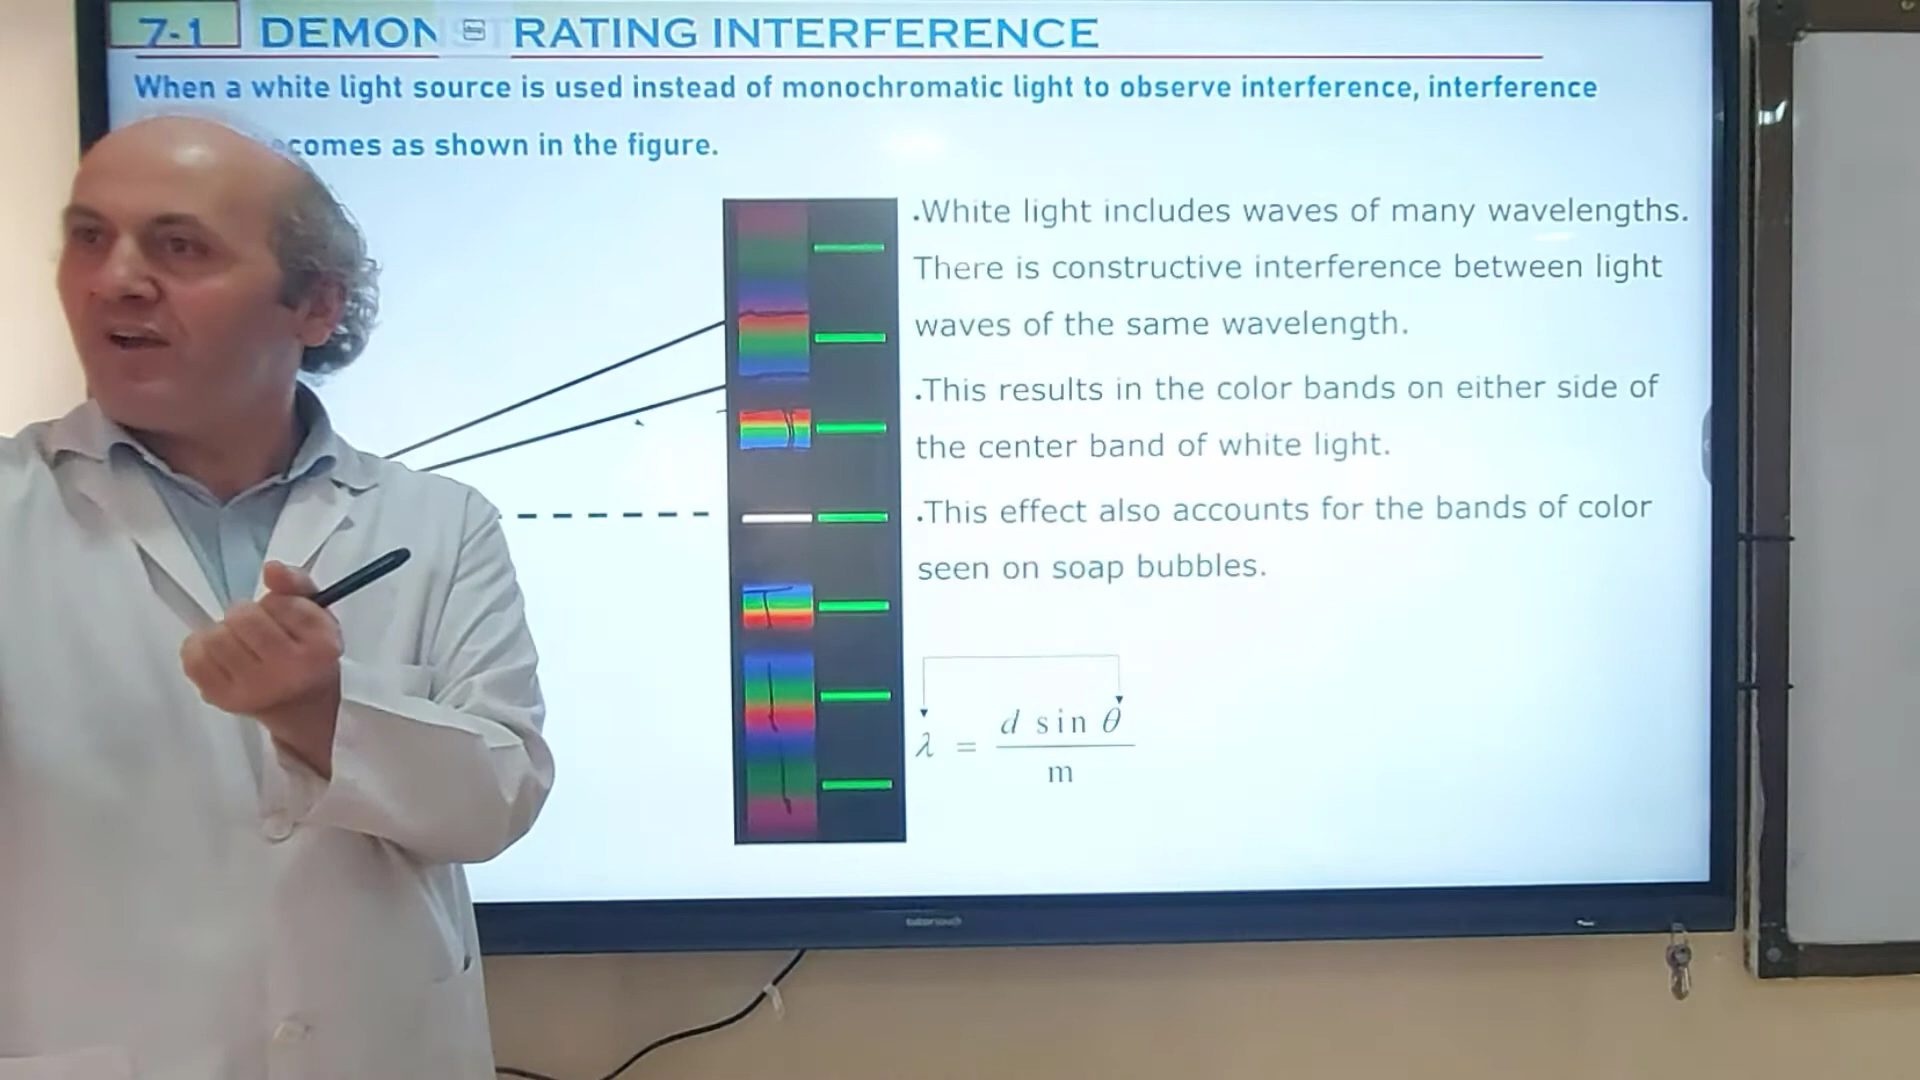 7-1 DEMON RATING INTERFERENCE
When a white light source is used instead of monochromatic light to observe interference, interference
comes as shown in the figure.
.White light includes waves of many wavelengths.
There is constructive interference between light
waves of the same wavelength.
.This results in the color bands on either side of
the center band of white light.
.This effect also accounts for the bands of color
seen on soap bubbles.
λ = d sin θ
m